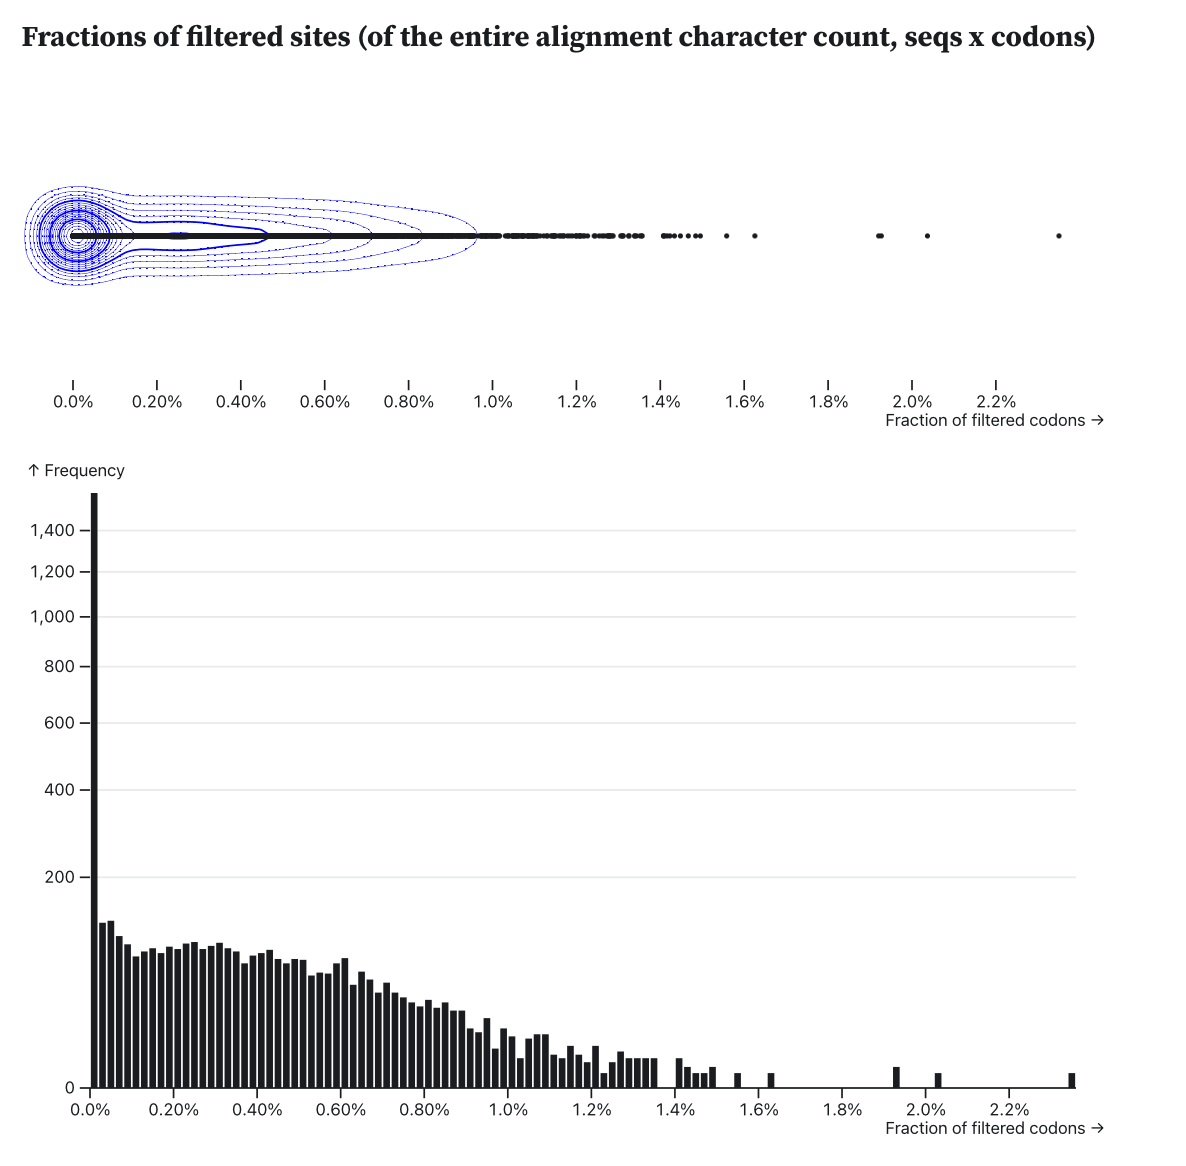 Fractions of filtered sites (of the entire alignment character count, seqs x codons)
0.0% 0.20% 0.40% 0.60% 0.80% 1.0% 1.2% 1.4% 1.6% 1.8% 2.0% 2.2%
Fraction of filtered codons →
↑ Frequency
1,400
1,200
1,000
800
600
400
200
0
0.0% 0.20% 0.40% 0.60% 0.80% 1.0% 1.2% 1.4% 1.6% 1.8% 2.0% 2.2%
Fraction of filtered codons →